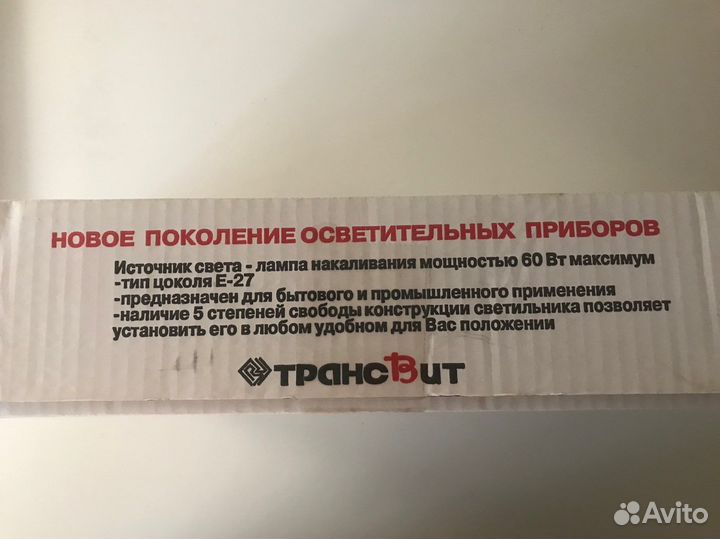 НОВОЕ ПОКОЛЕНИЕ ОСВЕТИТЕЛЬНЫХ ПРИБОРОВ
Источник света - лампа накаливания мощностью 60 Вт максимум
-тип цоколя Е-27
-предназначен для бытового и промышленного применения
-наличие 5 степеней свободы конструкции светильника позволяет
установить его в любом удобном для Вас положении
ТРАНСВИТ
Avito